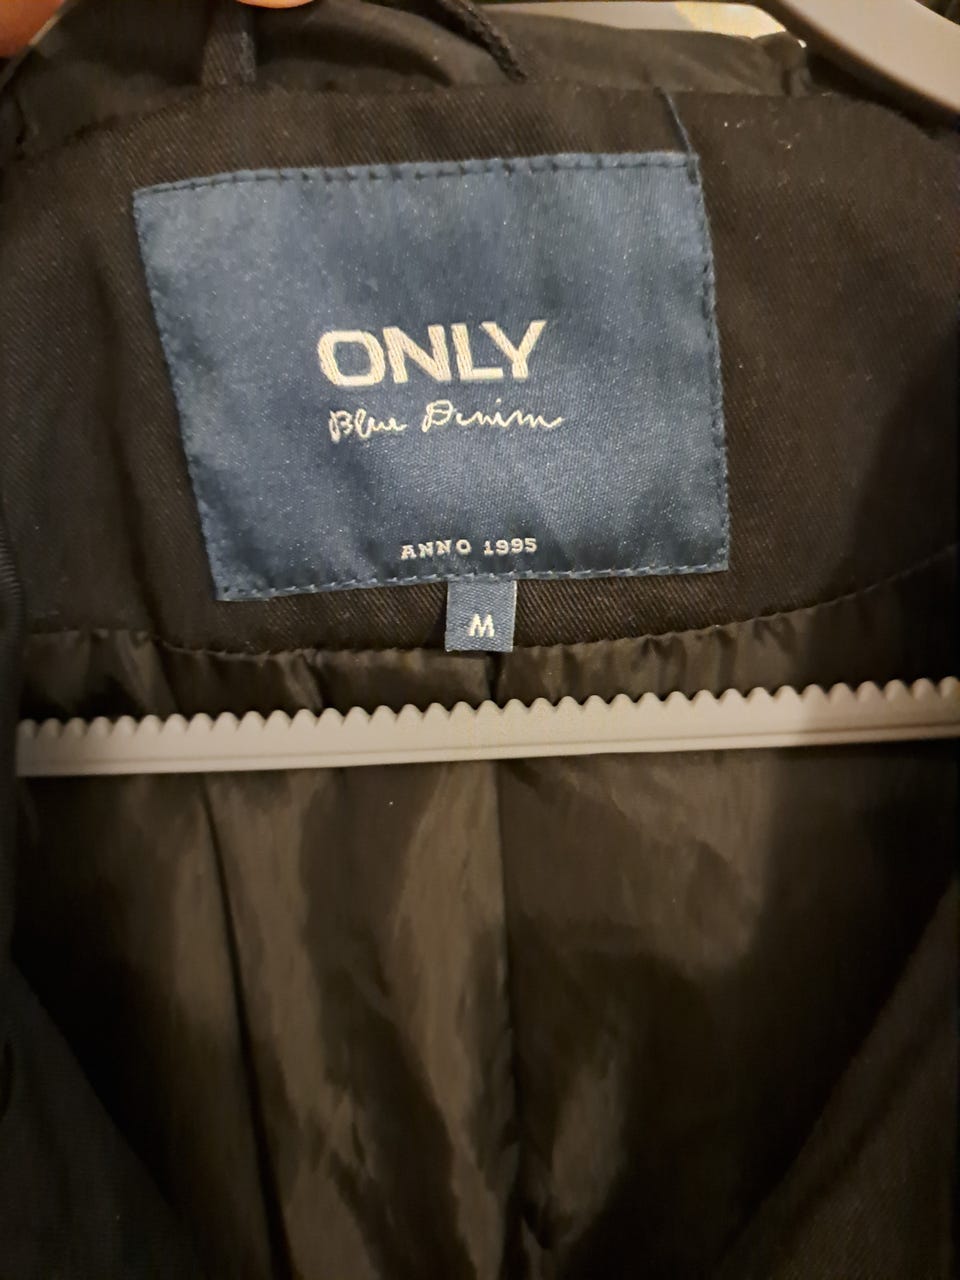 ONLY
Blue Denim
ANNO 1995
M